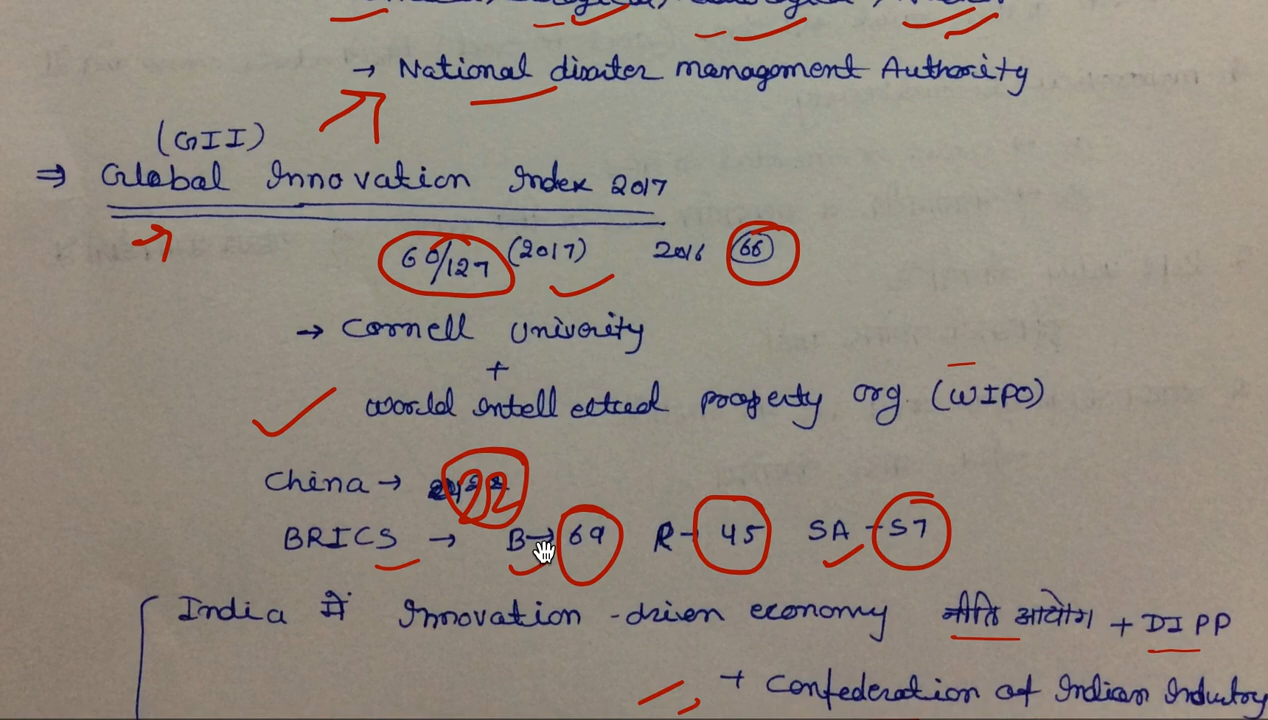 → National disaster management Authority
(GII)
⇒ Global Innovation Index 2017
60/127 (2017) 2016 66
→ Cornell Univerity
+
world Intellectual property org. (WIPO)
China → 22
BRICS → B→ 69 R- 45 SA - 57
India में Innovation -driven economy नीति आयोग + DIPP
+ Confederation of Indian Industry